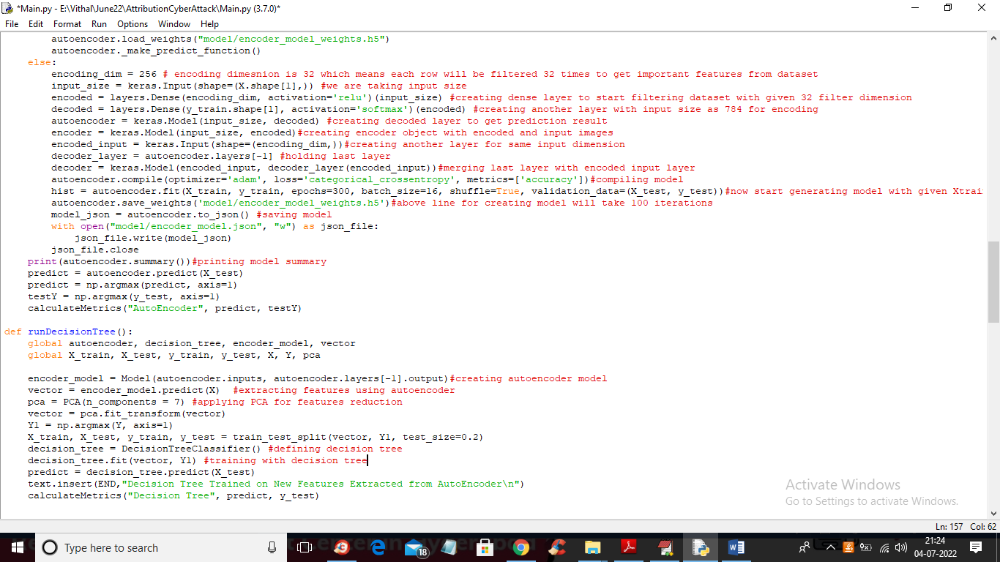 *Main.py - E:\Vithal\June22\AttributionCyberAttack\Main.py (3.7.0)*
File Edit Format Run Options Window Help
autoencoder.load_weights("model/encoder_model_weights.h5")
autoencoder._make_predict_function()
else:
encoding_dim = 256 # encoding dimesnion is 32 which means each row will be filtered 32 times to get important features from dataset
input_size = keras.Input(shape=(X.shape[1],)) #we are taking input size
encoded = layers.Dense(encoding_dim, activation='relu')(input_size) #creating dense layer to start filtering dataset with given 32 filter dimension
decoded = layers.Dense(y_train.shape[1], activation='softmax')(encoded) #creating another layer with input size as 784 for encoding
autoencoder = keras.Model(input_size, decoded) #creating decoded layer to get prediction result
encoder = keras.Model(input_size, encoded)#creating encoder object with encoded and input images
encoded_input = keras.Input(shape=(encoding_dim,))#creating another layer for same input dimension
decoder_layer = autoencoder.layers[-1] #holding last layer
decoder = keras.Model(encoded_input, decoder_layer(encoded_input))#merging last layer with encoded input layer
autoencoder.compile(optimizer='adam', loss='categorical_crossentropy', metrics=['accuracy'])#compiling model
hist = autoencoder.fit(X_train, y_train, epochs=300, batch_size=16, shuffle=True, validation_data=(X_test, y_test))#now start generating model with given Xtrai
autoencoder.save_weights('model/encoder_model_weights.h5')#above line for creating model will take 100 iterations
model_json = autoencoder.to_json() #saving model
with open("model/encoder_model.json", "w") as json_file:
json_file.write(model_json)
json_file.close
print(autoencoder.summary())#printing model summary
predict = autoencoder.predict(X_test)
predict = np.argmax(predict, axis=1)
testY = np.argmax(y_test, axis=1)
calculateMetrics("AutoEncoder", predict, testY)
def runDecisionTree():
global autoencoder, decision_tree, encoder_model, vector
global X_train, X_test, y_train, y_test, X, Y, pca
encoder_model = Model(autoencoder.inputs, autoencoder.layers[-1].output)#creating autoencoder model
vector = encoder_model.predict(X)  #extracting features using autoencoder
pca = PCA(n_components = 7) #applying PCA for features reduction
vector = pca.fit_transform(vector)
Y1 = np.argmax(Y, axis=1)
X_train, X_test, y_train, y_test = train_test_split(vector, Y1, test_size=0.2)
decision_tree = DecisionTreeClassifier() #defining decision tree
decision_tree.fit(vector, Y1) #training with decision tree
predict = decision_tree.predict(X_test)
text.insert(END,"Decision Tree Trained on New Features Extracted from AutoEncoder\n")
calculateMetrics("Decision Tree", predict, y_test)
Activate Windows
Go to Settings to activate Windows.
Ln: 157 Col: 62
Type here to search
18
21:24
04-07-2022